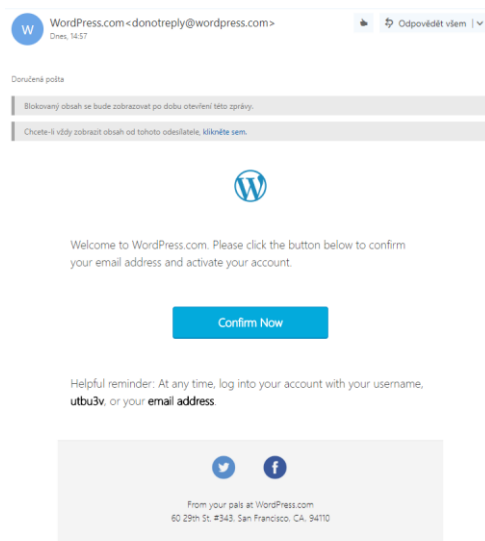 W
WordPress.com<donotreply@wordpress.com>
Odpovědět všem
Dnes, 14:57
Doručená pošta
Blokovaný obsah se bude zobrazovat po dobu otevření této zprávy.
Chcete-li vždy zobrazit obsah od tohoto odesílatele, klikněte sem.
Welcome to WordPress.com. Please click the button below to confirm
your email address and activate your account.
Confirm Now
Helpful reminder: At any time, log into your account with your username,
utbu3v, or your email address.
From your pals at WordPress.com
60 29th St. #343, San Francisco, CA, 94110